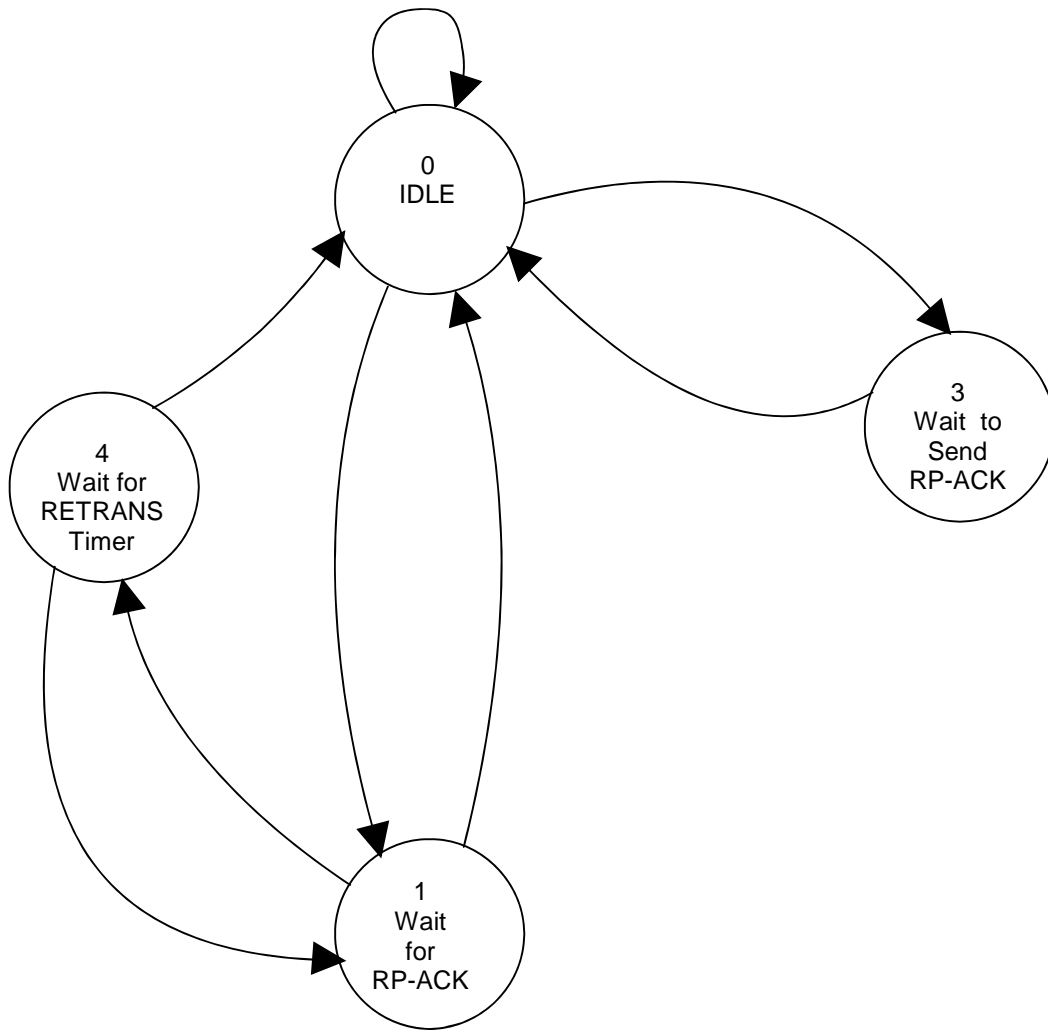 0
IDLE
3
Wait to
Send
RP-ACK
4
Wait for
RETRANS
Timer
1
Wait
for
RP-ACK